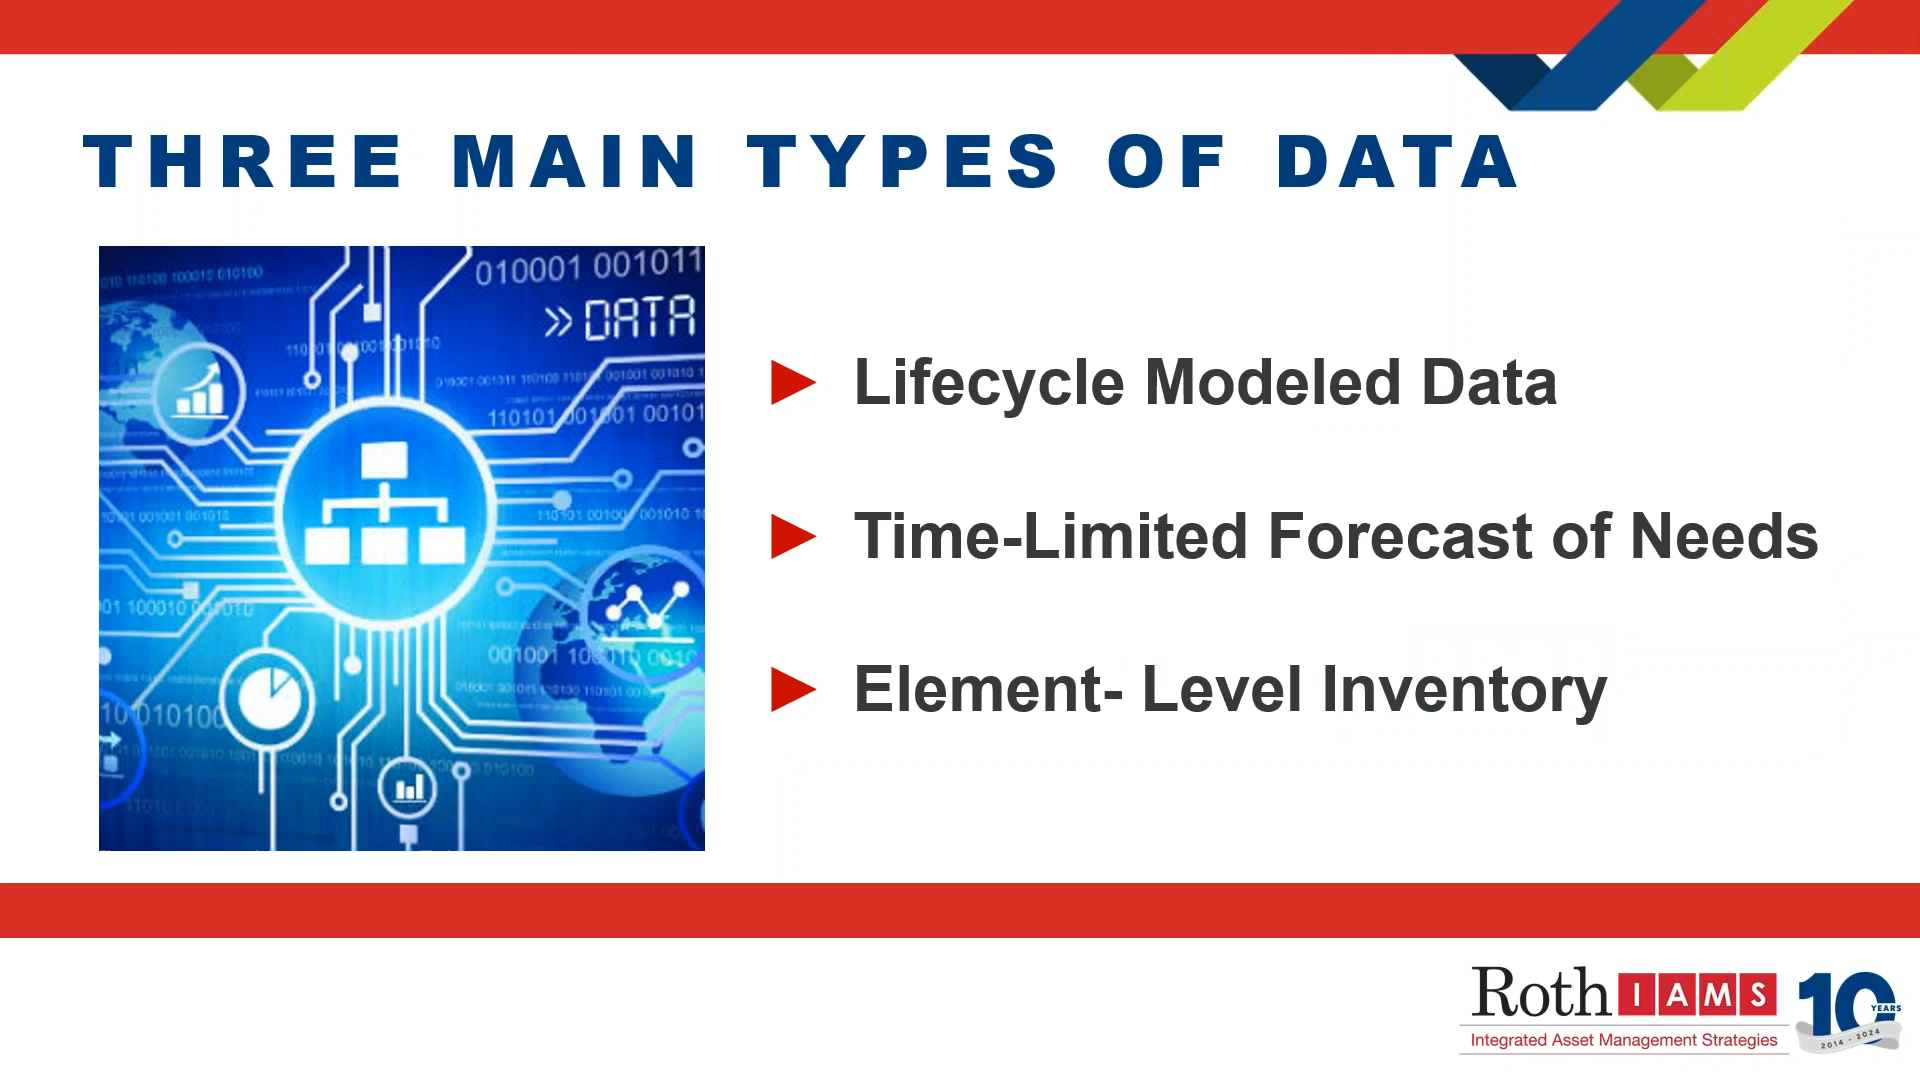 THREE MAIN TYPES OF DATA
010001 001011
» DATA
110101 001001 00101
Lifecycle Modeled Data
Time-Limited Forecast of Needs
Element- Level Inventory
Roth IAMS
Integrated Asset Management Strategies
10 YEARS
2014 - 2024